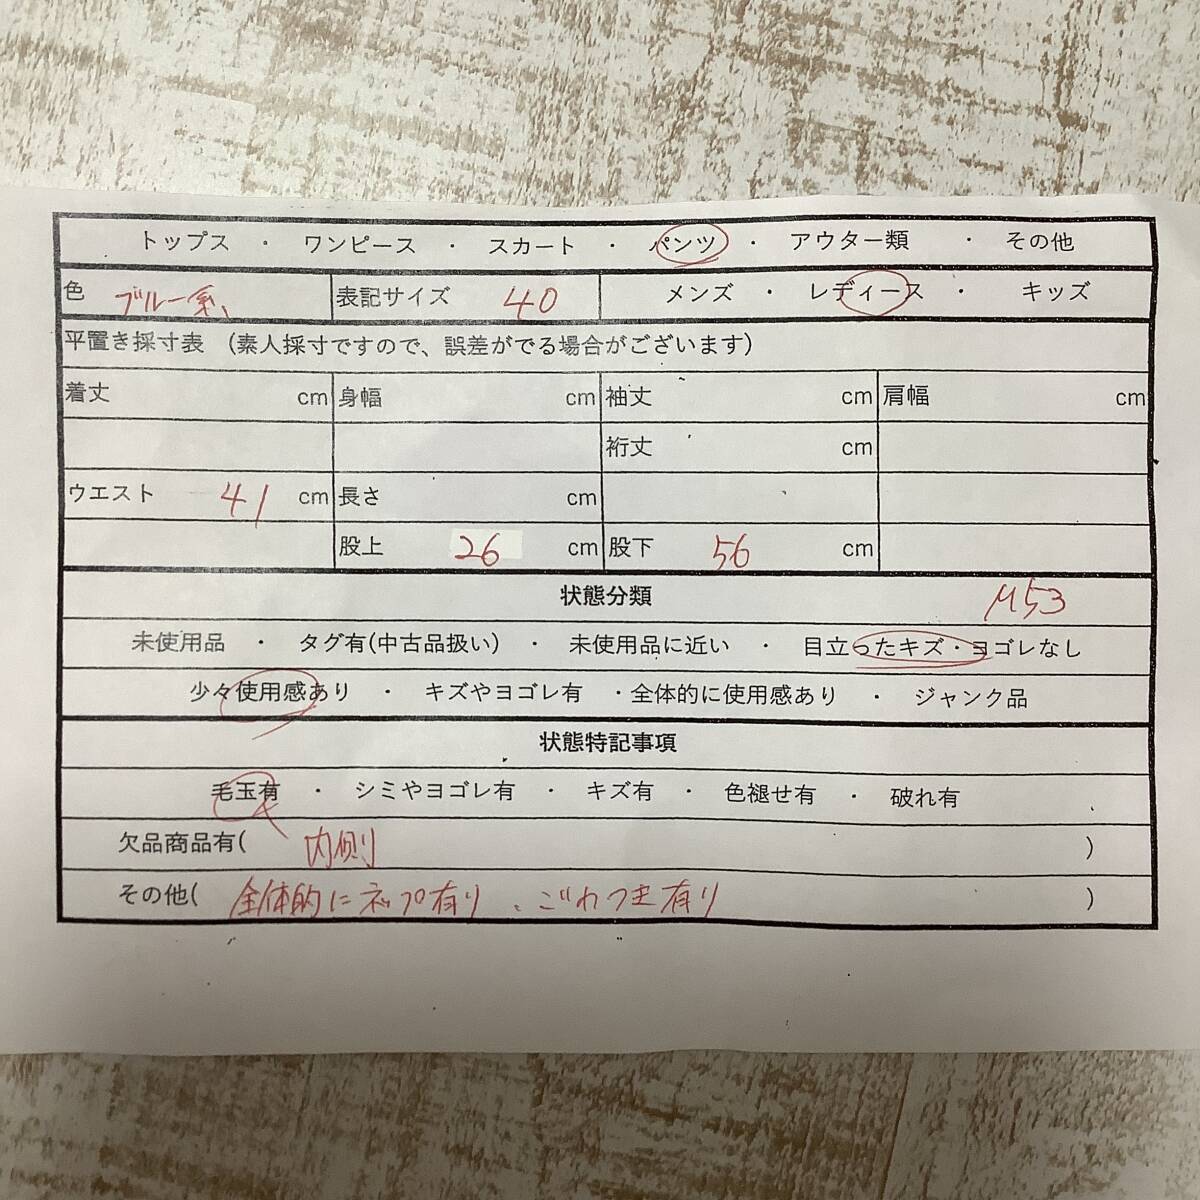 トップス ・ ワンピース ・ スカート ・ パンツ ・ アウター類 ・ その他
色 ブルー系、 表記サイズ 40 メンズ ・ レディース ・ キッズ
平置き採寸表 （素人採寸ですので、誤差がでる場合がございます）
着丈 cm 身幅 cm 袖丈 cm 肩幅 cm
裄丈 cm
ウエスト 41 cm 長さ cm
股上 26 cm 股下 56 cm
状態分類 M53
未使用品 ・ タグ有(中古品扱い) ・ 未使用品に近い ・ 目立ったキズ・ヨゴレなし
少々使用感あり ・ キズやヨゴレ有 ・全体的に使用感あり ・ ジャンク品
状態特記事項
毛玉有 ・ シミやヨゴレ有 ・ キズ有 ・ 色褪せ有 ・ 破れ有
欠品商品有( 内側 )
その他( 全体的にネップ有り、ごわつき有り )